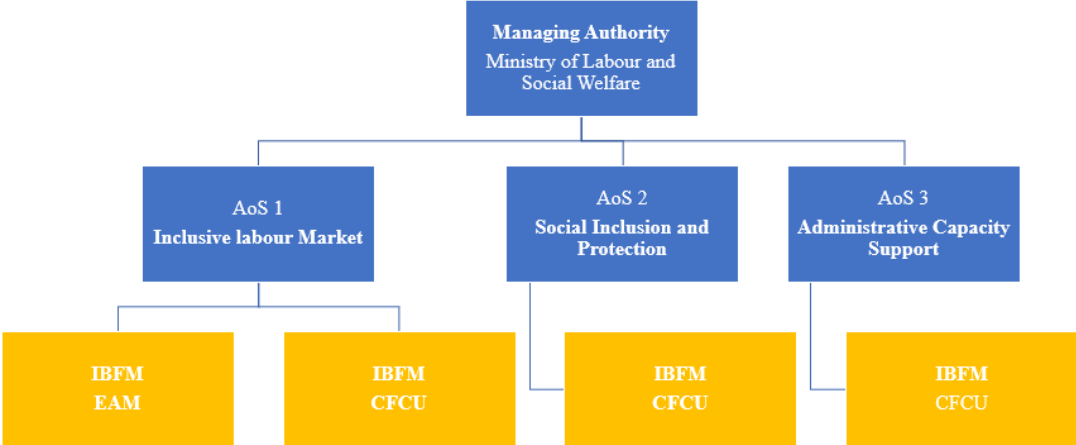 Managing Authority
Ministry of Labour and
Social Welfare
AoS 1
Inclusive labour Market
AoS 2
Social Inclusion and
Protection
AoS 3
Administrative Capacity
Support
IBFM
EAM
IBFM
CFCU
IBFM
CFCU
IBFM
CFCU